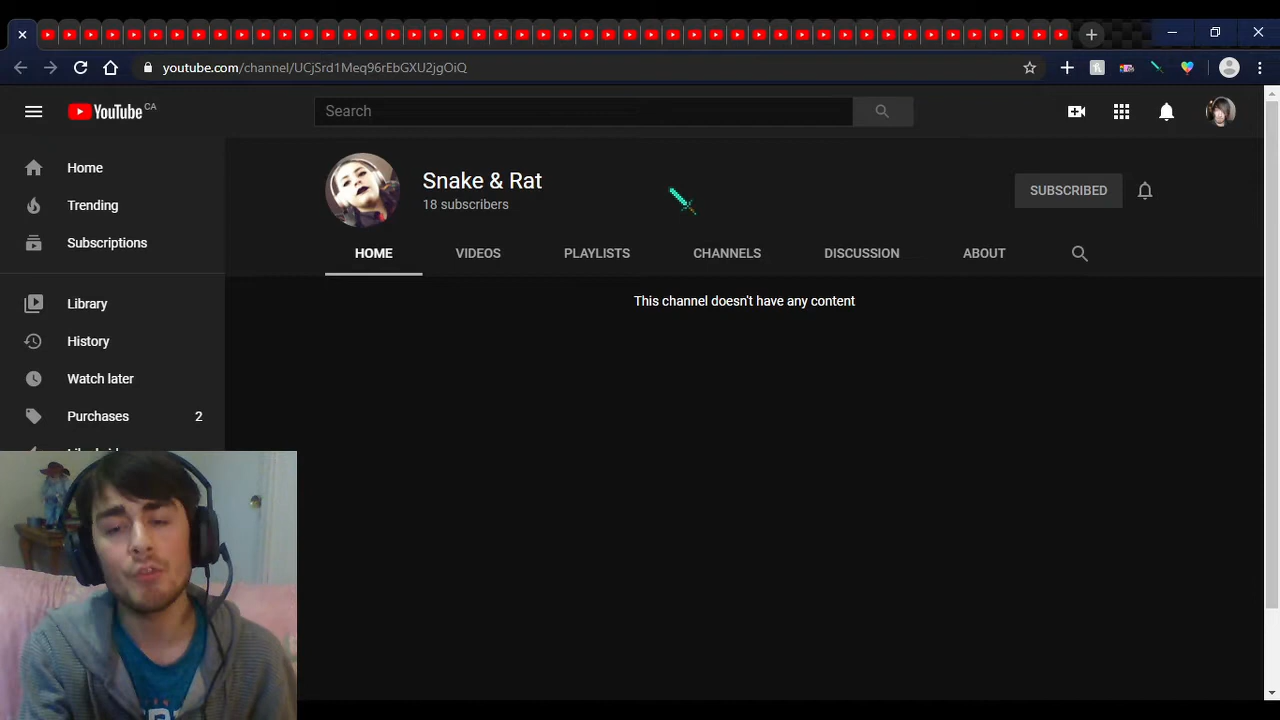 youtube.com/channel/UCjSrd1Meq96rEbGXU2jgOiQ
YouTube CA
Search
Home
Trending
Subscriptions
Library
History
Watch later
Purchases 2
Snake & Rat
18 subscribers
SUBSCRIBED
HOME VIDEOS PLAYLISTS CHANNELS DISCUSSION ABOUT
This channel doesn't have any content